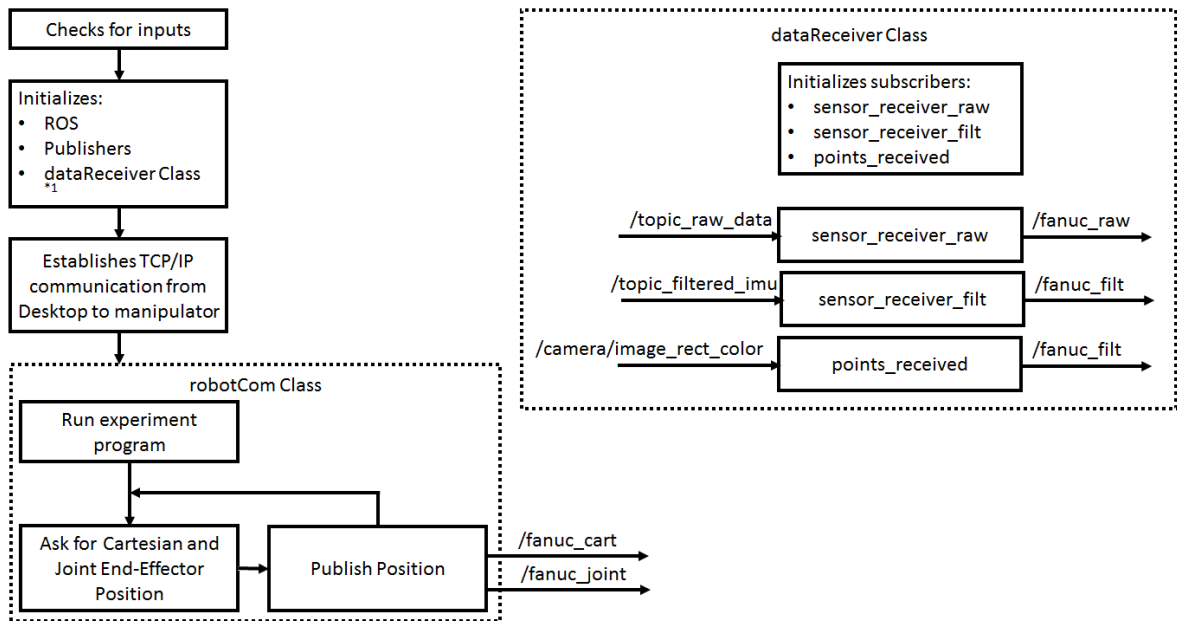 Checks for inputs
Initializes:
• ROS
• Publishers
• dataReceiver Class
*1
Establishes TCP/IP
communication from
Desktop to manipulator
robotCom Class
Run experiment
program
Ask for Cartesian and
Joint End-Effector
Position
Publish Position
/fanuc_cart
/fanuc_joint
dataReceiver Class
Initializes subscribers:
• sensor_receiver_raw
• sensor_receiver_filt
• points_received
/topic_raw_data
sensor_receiver_raw
/fanuc_raw
/topic_filtered_imu
sensor_receiver_filt
/fanuc_filt
/camera/image_rect_color
points_received
/fanuc_filt